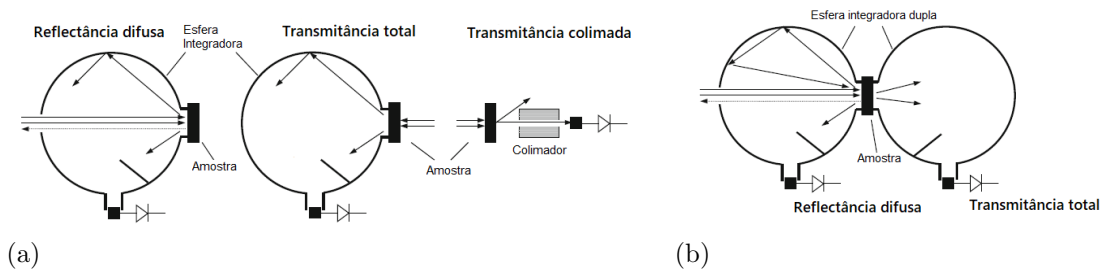 Reflectância difusa
Esfera
Integradora
Transmitância total
Transmitância colimada
Amostra
Amostra
Colimador
(a)
Esfera integradora dupla
Amostra
Reflectância difusa
Transmitância total
(b)